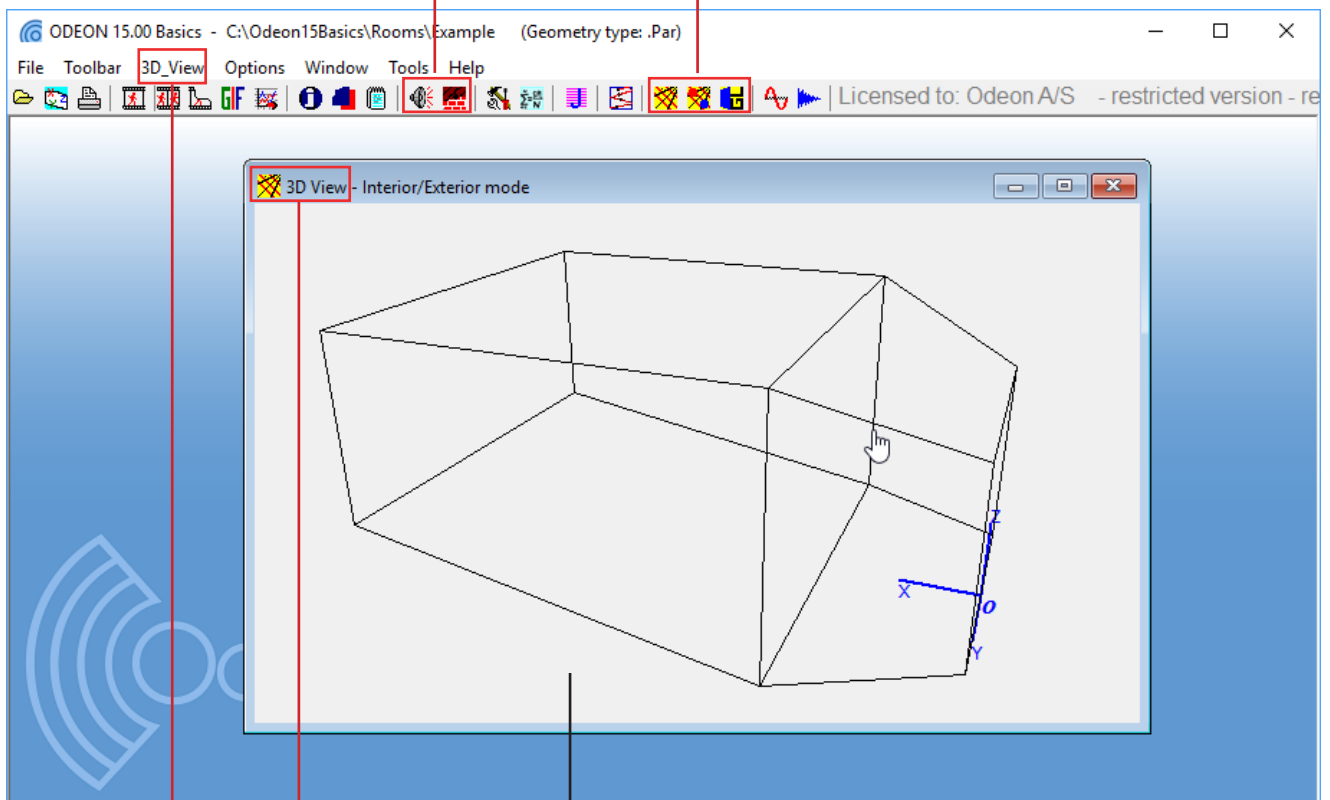 ODEON 15.00 Basics - C:\Odeon15Basics\Rooms\Example (Geometry type: .Par)
File Toolbar 3D_View Options Window Tools Help
GIF Licensed to: Odeon A/S - restricted version - re
3D View - Interior/Exterior mode
Z
X
O
Y